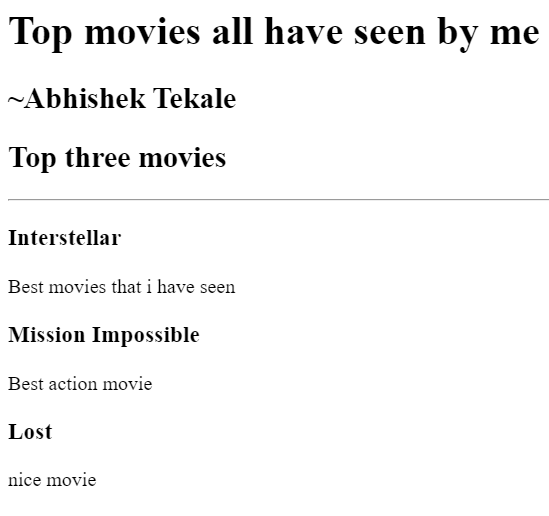 Top movies all have seen by me
~Abhishek Tekale
Top three movies
Interstellar
Best movies that i have seen
Mission Impossible
Best action movie
Lost
nice movie